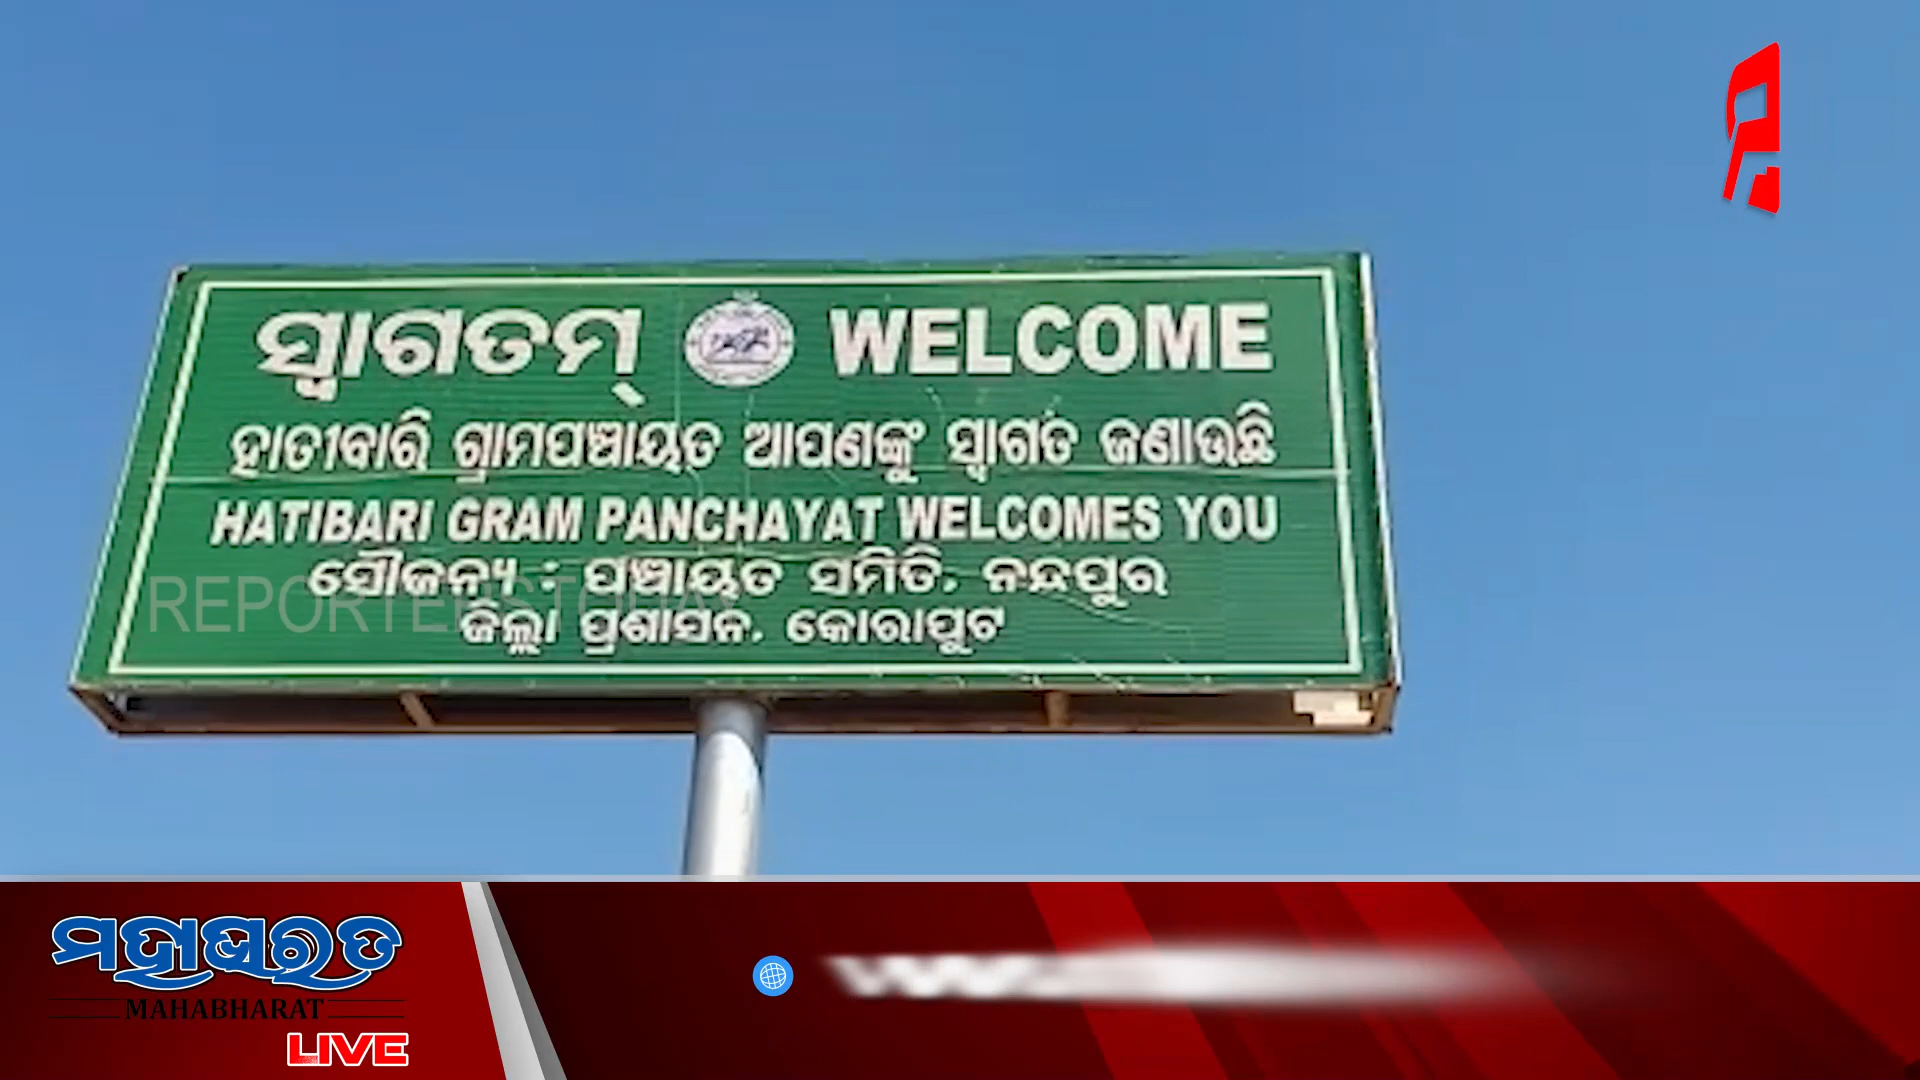 ସ୍ୱାଗତମ୍ WELCOME
ହାତୀବାରି ଗ୍ରାମପଞ୍ଚାୟତ ଆପଣଙ୍କୁ ସ୍ୱାଗତ ଜଣାଉଛି
HATIBARI GRAM PANCHAYAT WELCOMES YOU
ସୌଜନ୍ୟ : ପଞ୍ଚାୟତ ସମିତି, ନନ୍ଦପୁର
REPORTERSTODAY
ଜିଲ୍ଲା ପ୍ରଶାସନ, କୋରାପୁଟ
ମହାଭାରତ
MAHABHARAT
LIVE